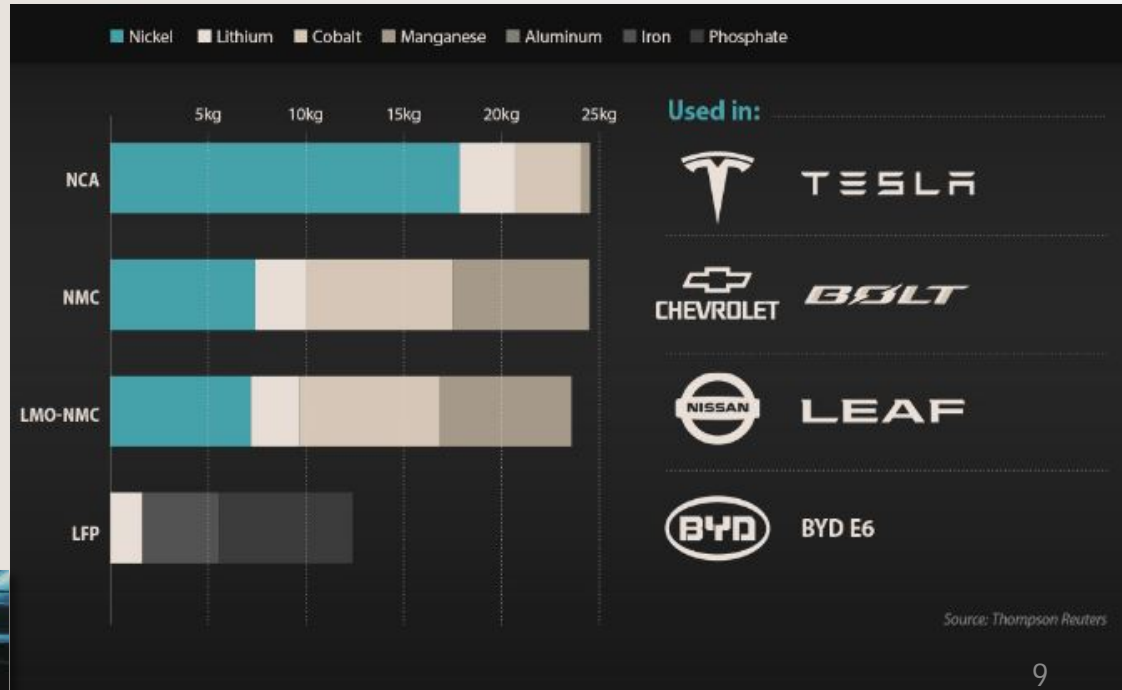 Nickel Lithium Cobalt Manganese Aluminum Iron Phosphate
5kg 10kg 15kg 20kg 25kg
Used in:
NCA
TESLA
NMC
CHEVROLET BOLT
LMO-NMC
NISSAN LEAF
LFP
BYD BYD E6
Source: Thompson Reuters
9